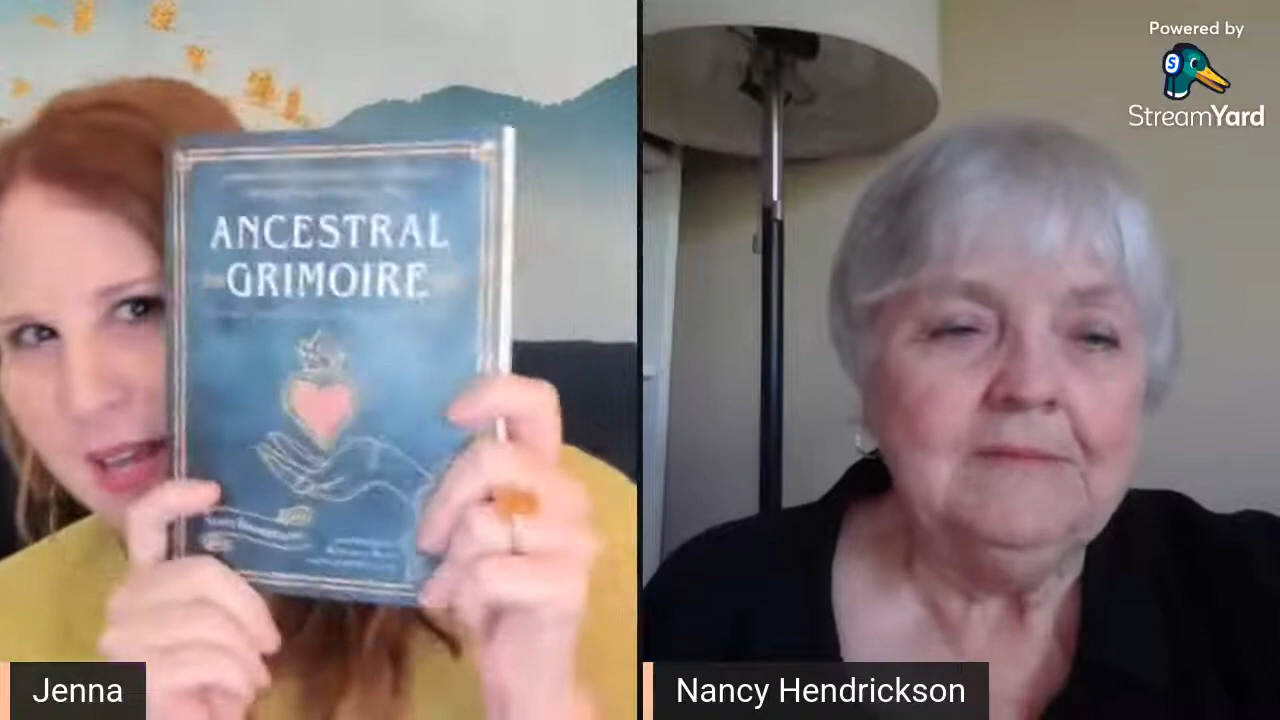 Powered by
S
StreamYard
ANCESTRAL
GRIMOIRE
Jenna
Nancy Hendrickson